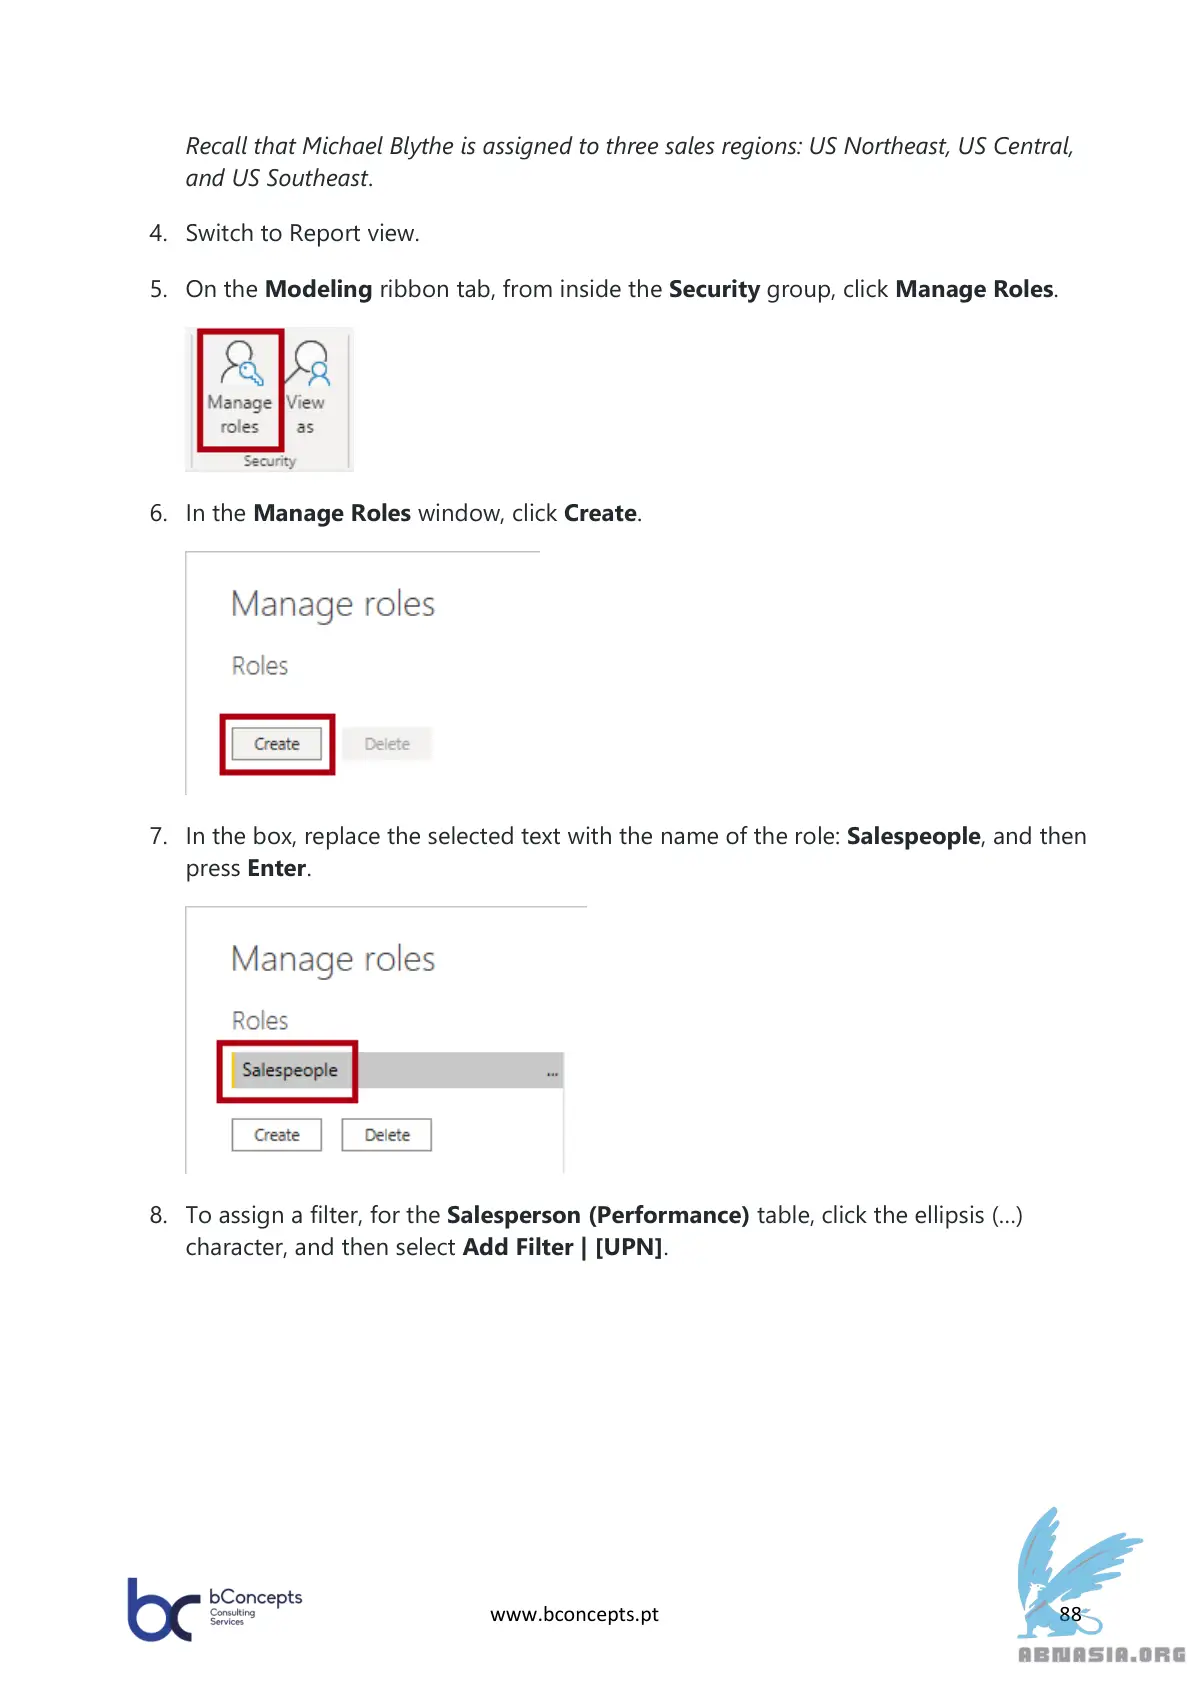 Recall that Michael Blythe is assigned to three sales regions: US Northeast, US Central,
and US Southeast.
4. Switch to Report view.
5. On the Modeling ribbon tab, from inside the Security group, click Manage Roles.
Manage View
roles as
Security
6. In the Manage Roles window, click Create.
Manage roles
Roles
Create Delete
7. In the box, replace the selected text with the name of the role: Salespeople, and then
press Enter.
Manage roles
Roles
Salespeople ...
Create Delete
8. To assign a filter, for the Salesperson (Performance) table, click the ellipsis (…)
character, and then select Add Filter | [UPN].
bc bConcepts
Consulting
Services
www.bconcepts.pt
88
ABNASIA.ORG